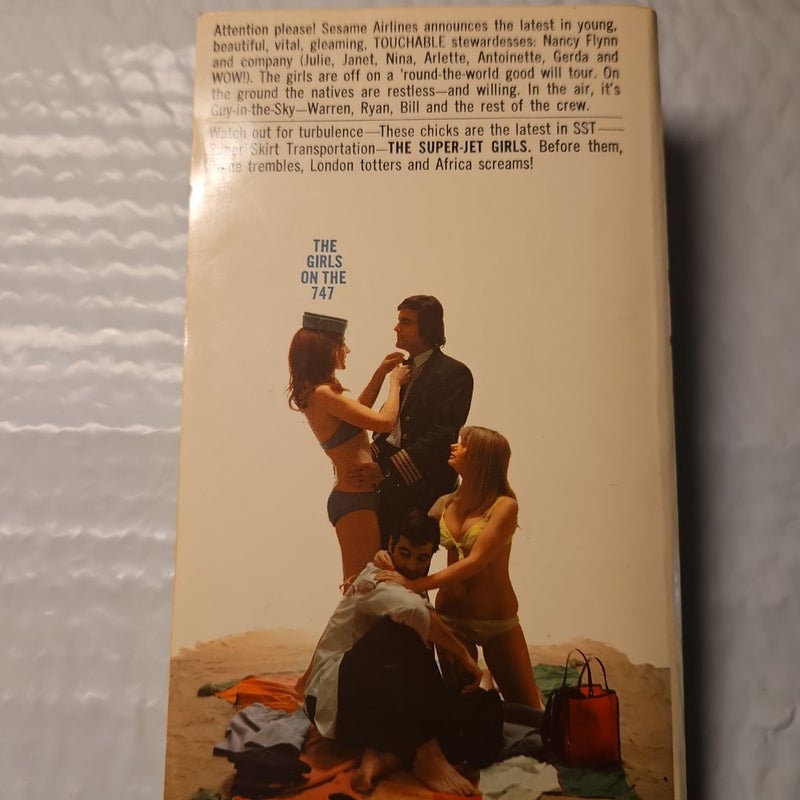 Attention please! Sesame Airlines announces the latest in young,
beautiful, vital, gleaming, TOUCHABLE stewardesses: Nancy Flynn
and company (Julie, Janet, Nina, Arlette, Antoinette, Gerda and
WOW!). The girls are off on a 'round-the-world good will tour. On
the ground the natives are restless—and willing. In the air, it's
Guy-in-the-Sky—Warren, Ryan, Bill and the rest of the crew.
Watch out for turbulence—These chicks are the latest in SST—
Super Skirt Transportation—THE SUPER-JET GIRLS. Before them,
trembles, London totters and Africa screams!
THE
GIRLS
ON THE
747